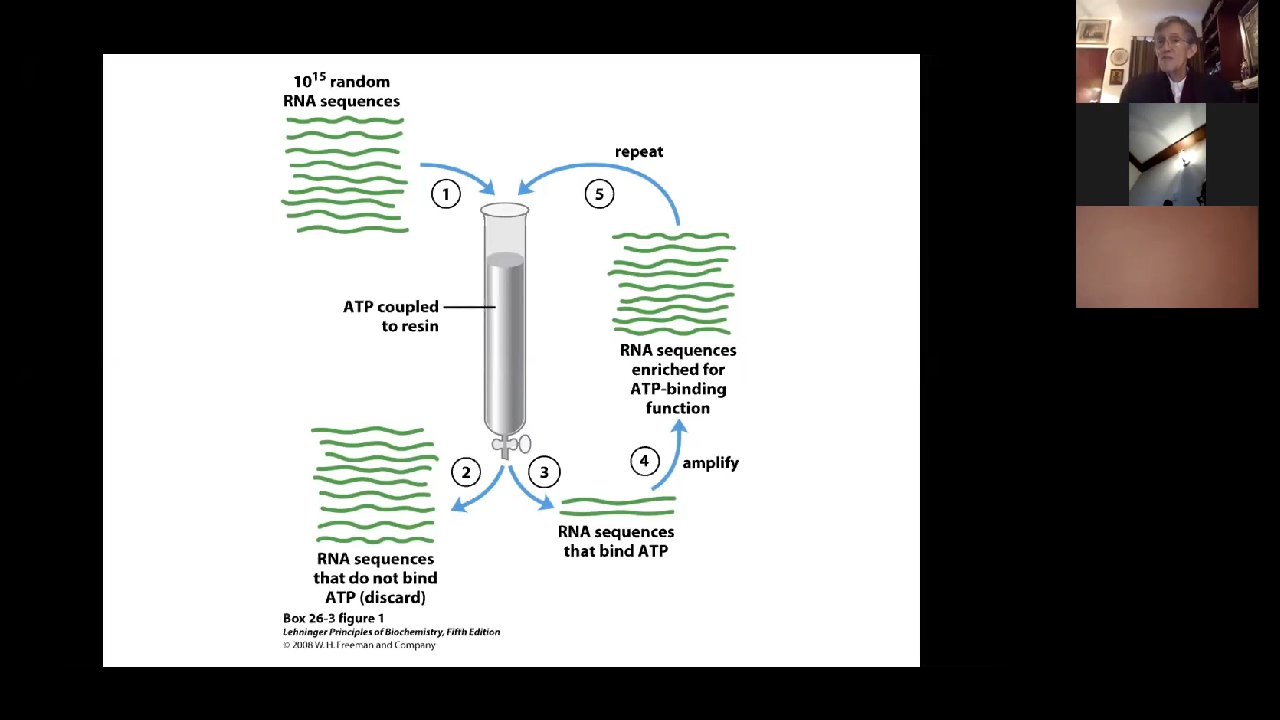 10¹⁵ random
RNA sequences
1
repeat
5
ATP coupled
to resin
RNA sequences
enriched for
ATP-binding
function
2
3
4
amplify
RNA sequences
that bind ATP
RNA sequences
that do not bind
ATP (discard)
Box 26-3 figure 1
Lehninger Principles of Biochemistry, Fifth Edition
© 2008 W. H. Freeman and Company